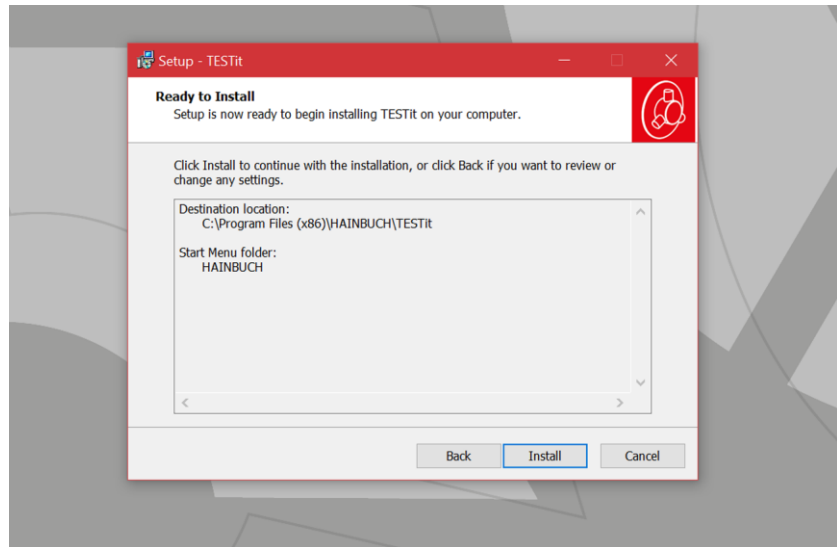 Setup - TESTit
Ready to Install
Setup is now ready to begin installing TESTit on your computer.
Click Install to continue with the installation, or click Back if you want to review or
change any settings.
Destination location:
C:\Program Files (x86)\HAINBUCH\TESTit
Start Menu folder:
HAINBUCH
Back Install Cancel